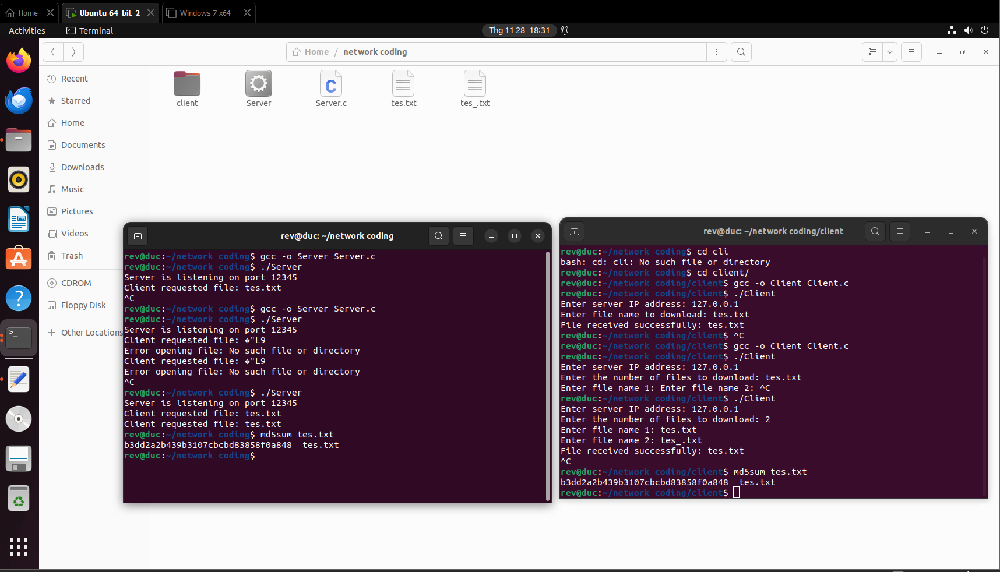 Home
Ubuntu 64-bit-2
Windows 7 x64
Activities
Terminal
Thg 11 28 18:31
Home / network coding
Recent
Starred
Home
Documents
Downloads
Music
Pictures
Videos
Trash
CDROM
Floppy Disk
Other Locations
client
Server
Server.c
tes.txt
tes_.txt
rev@duc: ~/network coding
rev@duc:~/network coding$ gcc -o Server Server.c
rev@duc:~/network coding$ ./Server
Server is listening on port 12345
Client requested file: tes.txt
^C
rev@duc:~/network coding$ gcc -o Server Server.c
rev@duc:~/network coding$ ./Server
Server is listening on port 12345
Client requested file: �"L9
Error opening file: No such file or directory
Client requested file: �"L9
Error opening file: No such file or directory
^C
rev@duc:~/network coding$ ./Server
Server is listening on port 12345
Client requested file: tes.txt
Client requested file: tes.txt
rev@duc:~/network coding$ md5sum tes.txt
b3dd2a2b439b3107cbcbd83858f0a848  tes.txt
rev@duc:~/network coding$
rev@duc: ~/network coding/client
rev@duc:~/network coding$ cd cli
bash: cd: cli: No such file or directory
rev@duc:~/network coding$ cd client/
rev@duc:~/network coding/client$ gcc -o Client Client.c
rev@duc:~/network coding/client$ ./Client
Enter server IP address: 127.0.0.1
Enter file name to download: tes.txt
File received successfully: tes.txt
rev@duc:~/network coding/client$ ^C
rev@duc:~/network coding/client$ gcc -o Client Client.c
rev@duc:~/network coding/client$ ./Client
Enter server IP address: 127.0.0.1
Enter the number of files to download: tes.txt
Enter file name 1: Enter file name 2: ^C
rev@duc:~/network coding/client$ ./Client
Enter server IP address: 127.0.0.1
Enter the number of files to download: 2
Enter file name 1: tes.txt
Enter file name 2: tes_.txt
File received successfully: tes.txt
^C
rev@duc:~/network coding/client$ md5sum tes.txt
b3dd2a2b439b3107cbcbd83858f0a848  tes.txt
rev@duc:~/network coding/client$